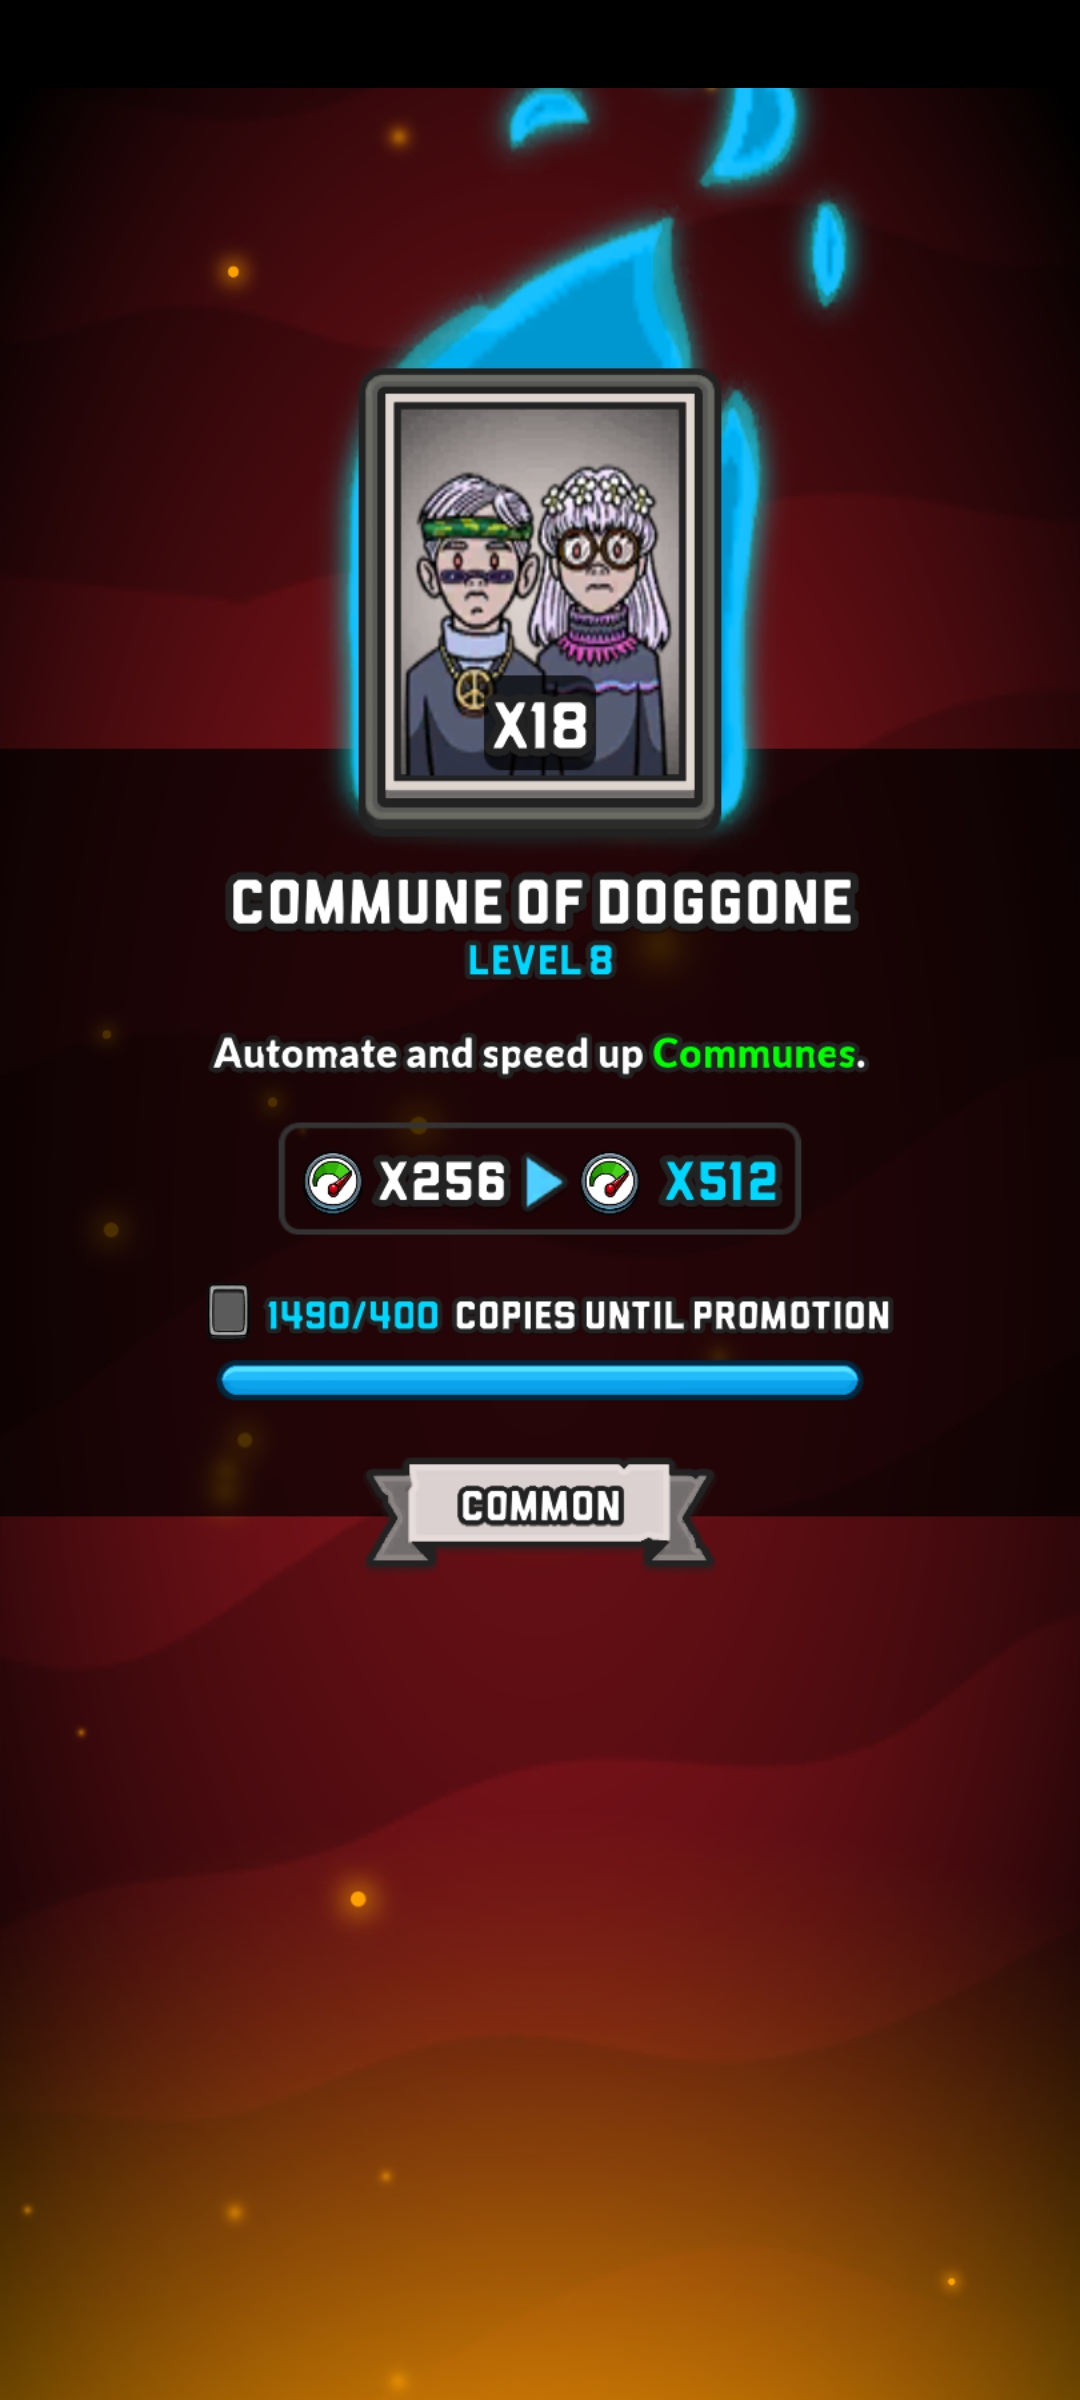 X18
COMMUNE OF DOGGONE
LEVEL 8
Automate and speed up Communes.
X256 X512
1490/400 COPIES UNTIL PROMOTION
COMMON